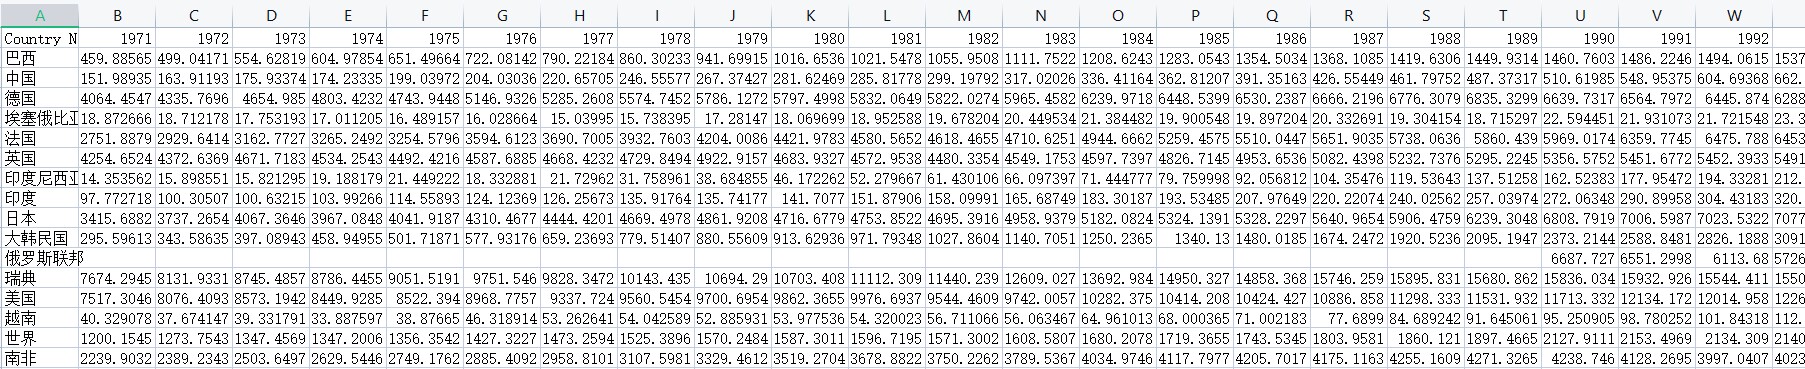 A B C D E F G H I J K L M N O P Q R S T U V W
Country N 1971 1972 1973 1974 1975 1976 1977 1978 1979 1980 1981 1982 1983 1984 1985 1986 1987 1988 1989 1990 1991 1992
巴西 459.88565 499.04171 554.62819 604.97854 651.49664 722.08142 790.22184 860.30233 941.69915 1016.6536 1021.5478 1055.9508 1111.7522 1208.6243 1283.0543 1354.5034 1368.1085 1419.6306 1449.9314 1460.7603 1486.2246 1494.0615 1537
中国 151.98935 163.91193 175.93374 174.23335 199.03972 204.03036 220.65705 246.55577 267.37427 281.62469 285.81778 299.19792 317.02026 336.41164 362.81207 391.35163 426.55449 461.79752 487.37317 510.61985 548.95375 604.69368 662.
德国 4064.4547 4335.7696 4654.985 4803.4232 4743.9448 5146.9326 5285.2608 5574.7452 5786.1272 5797.4998 5832.0649 5822.0274 5965.4582 6239.9718 6448.5399 6530.2387 6666.2196 6776.3079 6835.3299 6639.7317 6564.7972 6445.874 6288
埃塞俄比亚 18.872666 18.712178 17.753193 17.011205 16.489157 16.028664 15.03995 15.738395 17.28147 18.069699 18.952588 19.678204 20.449534 21.384482 19.900548 19.897204 20.332691 19.304154 18.715297 22.594451 21.931073 21.721548 23.3
法国 2751.8879 2929.6414 3162.7727 3265.2492 3254.5796 3594.6123 3690.7005 3932.7603 4204.0086 4421.9783 4580.5652 4618.4655 4710.6251 4944.6662 5259.4575 5510.0447 5651.9035 5738.0636 5860.439 5969.0174 6359.7745 6475.788 6453
英国 4254.6524 4372.6369 4671.7183 4534.2543 4492.4216 4587.6885 4668.4232 4729.8494 4922.9157 4683.9327 4572.9538 4480.3354 4549.1753 4597.7397 4826.7145 4953.6536 5082.4398 5232.7376 5295.2245 5356.5752 5451.6772 5452.3933 5491
印度尼西亚 14.353562 15.898551 15.821295 19.188179 21.449222 18.332881 21.72962 31.758961 38.684855 46.172262 52.279667 61.430106 66.097397 71.444777 79.759998 92.056812 104.35476 119.53643 137.51258 162.52383 177.95472 194.33281 212.
印度 97.772718 100.30507 100.63215 103.99266 114.55893 124.12369 126.25673 135.91764 135.74177 141.7077 151.87906 158.09991 165.68749 183.30187 193.53485 207.97649 220.22074 240.02562 257.03974 272.06348 290.89958 304.43183 320.
日本 3415.6882 3737.2654 4067.3646 3967.0848 4041.9187 4310.4677 4444.4201 4669.4978 4861.9208 4716.6779 4753.8522 4695.3916 4958.9379 5182.0824 5324.1391 5328.2297 5640.9654 5906.4759 6239.3048 6808.7919 7006.5987 7023.5322 7077
大韩民国 295.59613 343.58635 397.08943 458.94955 501.71871 577.93176 659.23693 779.51407 880.55609 913.62936 971.79348 1027.8604 1140.7051 1250.2365 1340.13 1480.0185 1674.2472 1920.5236 2095.1947 2373.2144 2588.8481 2826.1888 3091
俄罗斯联邦 6687.727 6551.2998 6113.68 5726
瑞典 7674.2945 8131.9331 8745.4857 8786.4455 9051.5191 9751.546 9828.3472 10143.435 10694.29 10703.408 11112.309 11440.239 12609.027 13692.984 14950.327 14858.368 15746.259 15895.831 15680.862 15836.034 15932.926 15544.411 1550
美国 7517.3046 8076.4093 8573.1942 8449.9285 8522.394 8968.7757 9337.724 9560.5454 9700.6954 9862.3655 9976.6937 9544.4609 9742.0057 10282.375 10414.208 10424.427 10886.858 11298.333 11531.932 11713.332 12134.172 12014.958 1226
越南 40.329078 37.674147 39.331791 33.887597 38.87665 46.318914 53.262641 54.042589 52.885931 53.977536 54.320023 56.711066 56.063467 64.961013 68.000365 71.002183 77.6899 84.689242 91.645061 95.250905 98.780252 101.84318 112.
世界 1200.1545 1273.7543 1347.4569 1347.2006 1356.3542 1427.3227 1473.2594 1525.3896 1570.2484 1587.3011 1596.7195 1571.3002 1608.5807 1680.2078 1719.3655 1743.5345 1803.9581 1860.121 1897.4665 2127.9111 2153.4969 2134.309 2140
南非 2239.9032 2389.2343 2503.6497 2629.5446 2749.1762 2885.4092 2958.8101 3107.5981 3329.4612 3519.2704 3678.8822 3750.2262 3789.5367 4034.9746 4117.7977 4205.7017 4175.1163 4255.1609 4271.3265 4238.746 4128.2695 3997.0407 4023